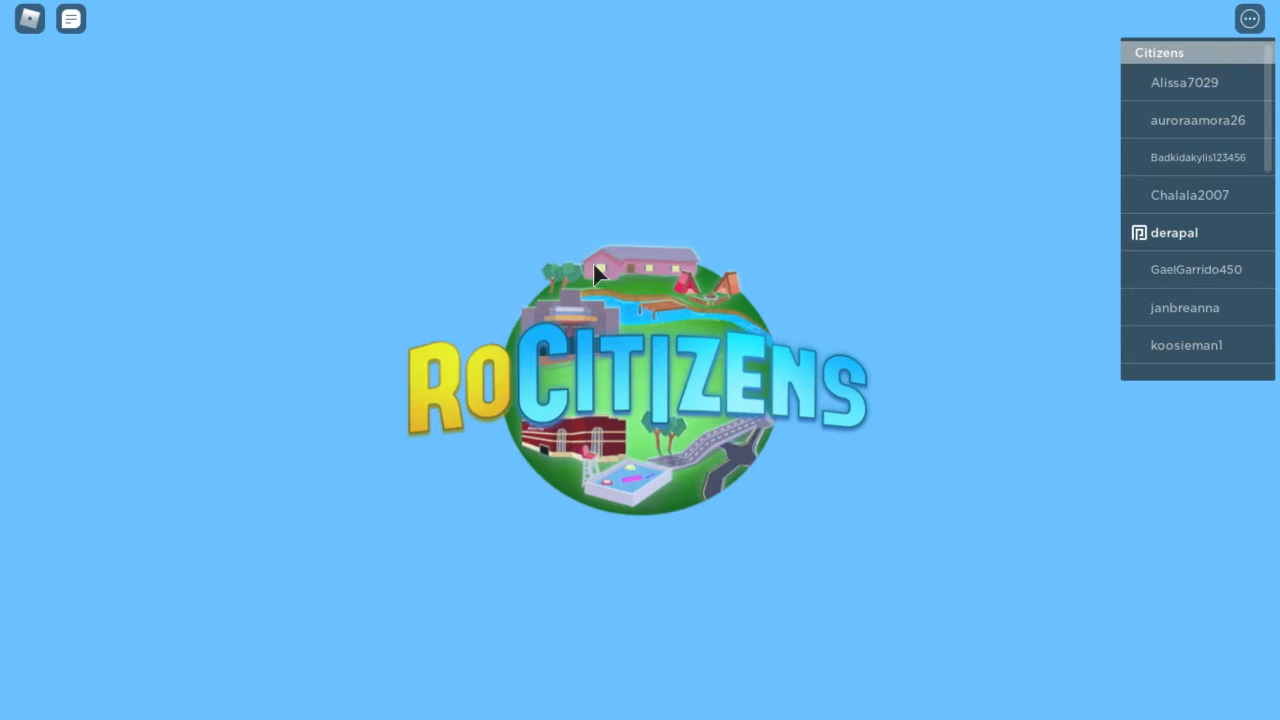 Citizens
Alissa7029
auroraamora26
Badkidakylis123456
Chalala2007
derapal
GaelGarrido450
janbreanna
koosieman1
ROCITIZENS